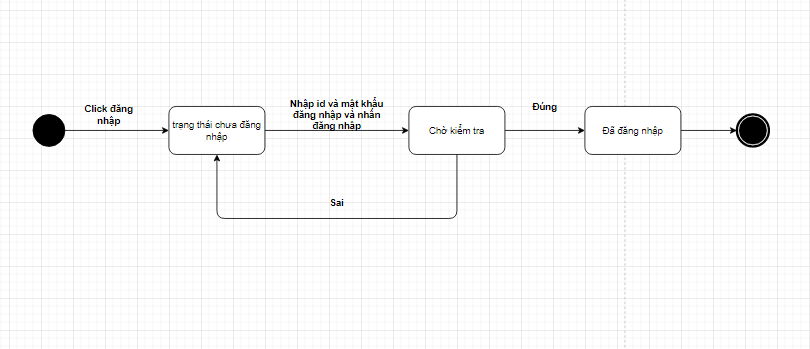 Click đăng
nhập
trạng thái chưa đăng
nhập
Nhập id và mật khẩu
đăng nhập và nhấn
đăng nhập
Chờ kiểm tra
Đúng
Đã đăng nhập
Sai